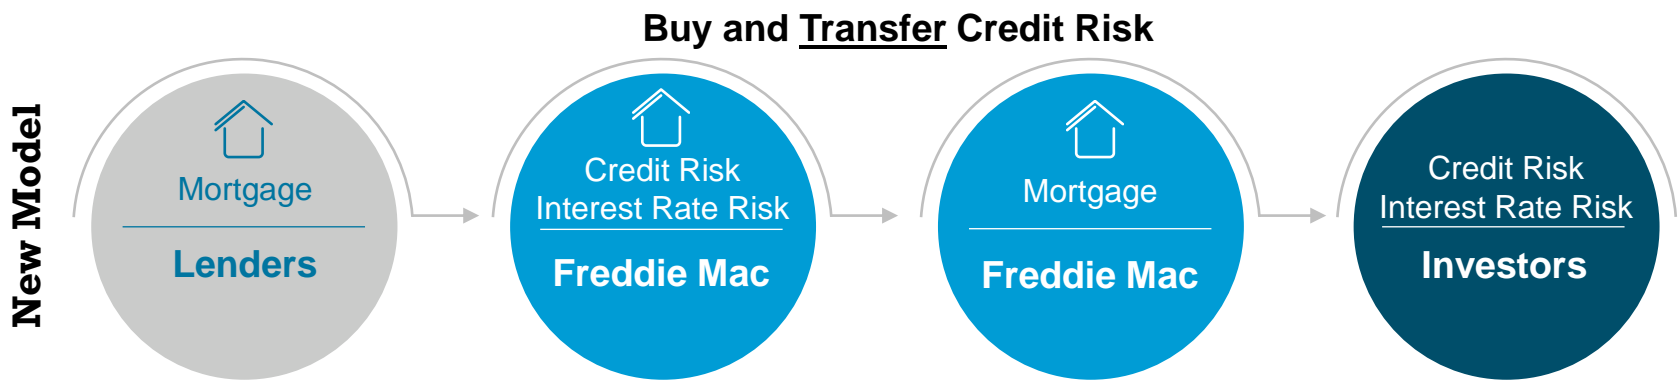 Buy and Transfer Credit Risk
New Model
Mortgage
Lenders
Credit Risk
Interest Rate Risk
Freddie Mac
Mortgage
Freddie Mac
Credit Risk
Interest Rate Risk
Investors